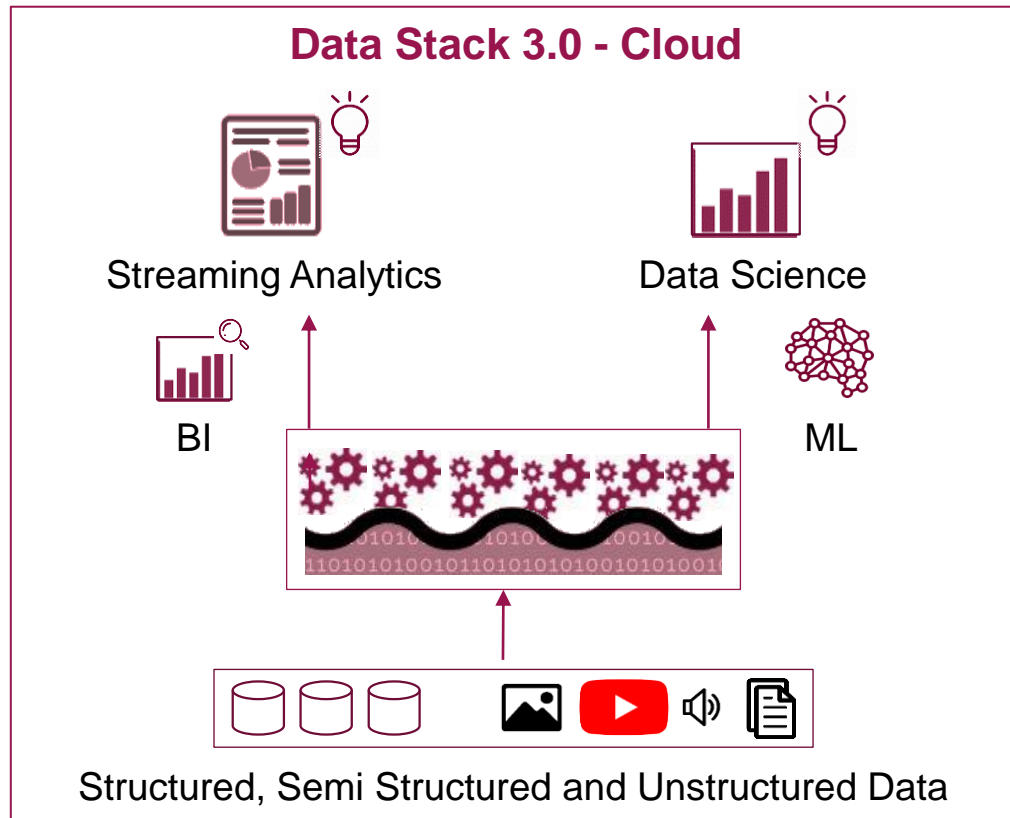 Data Stack 3.0 - Cloud
Streaming Analytics
Data Science
BI
ML
Structured, Semi Structured and Unstructured Data